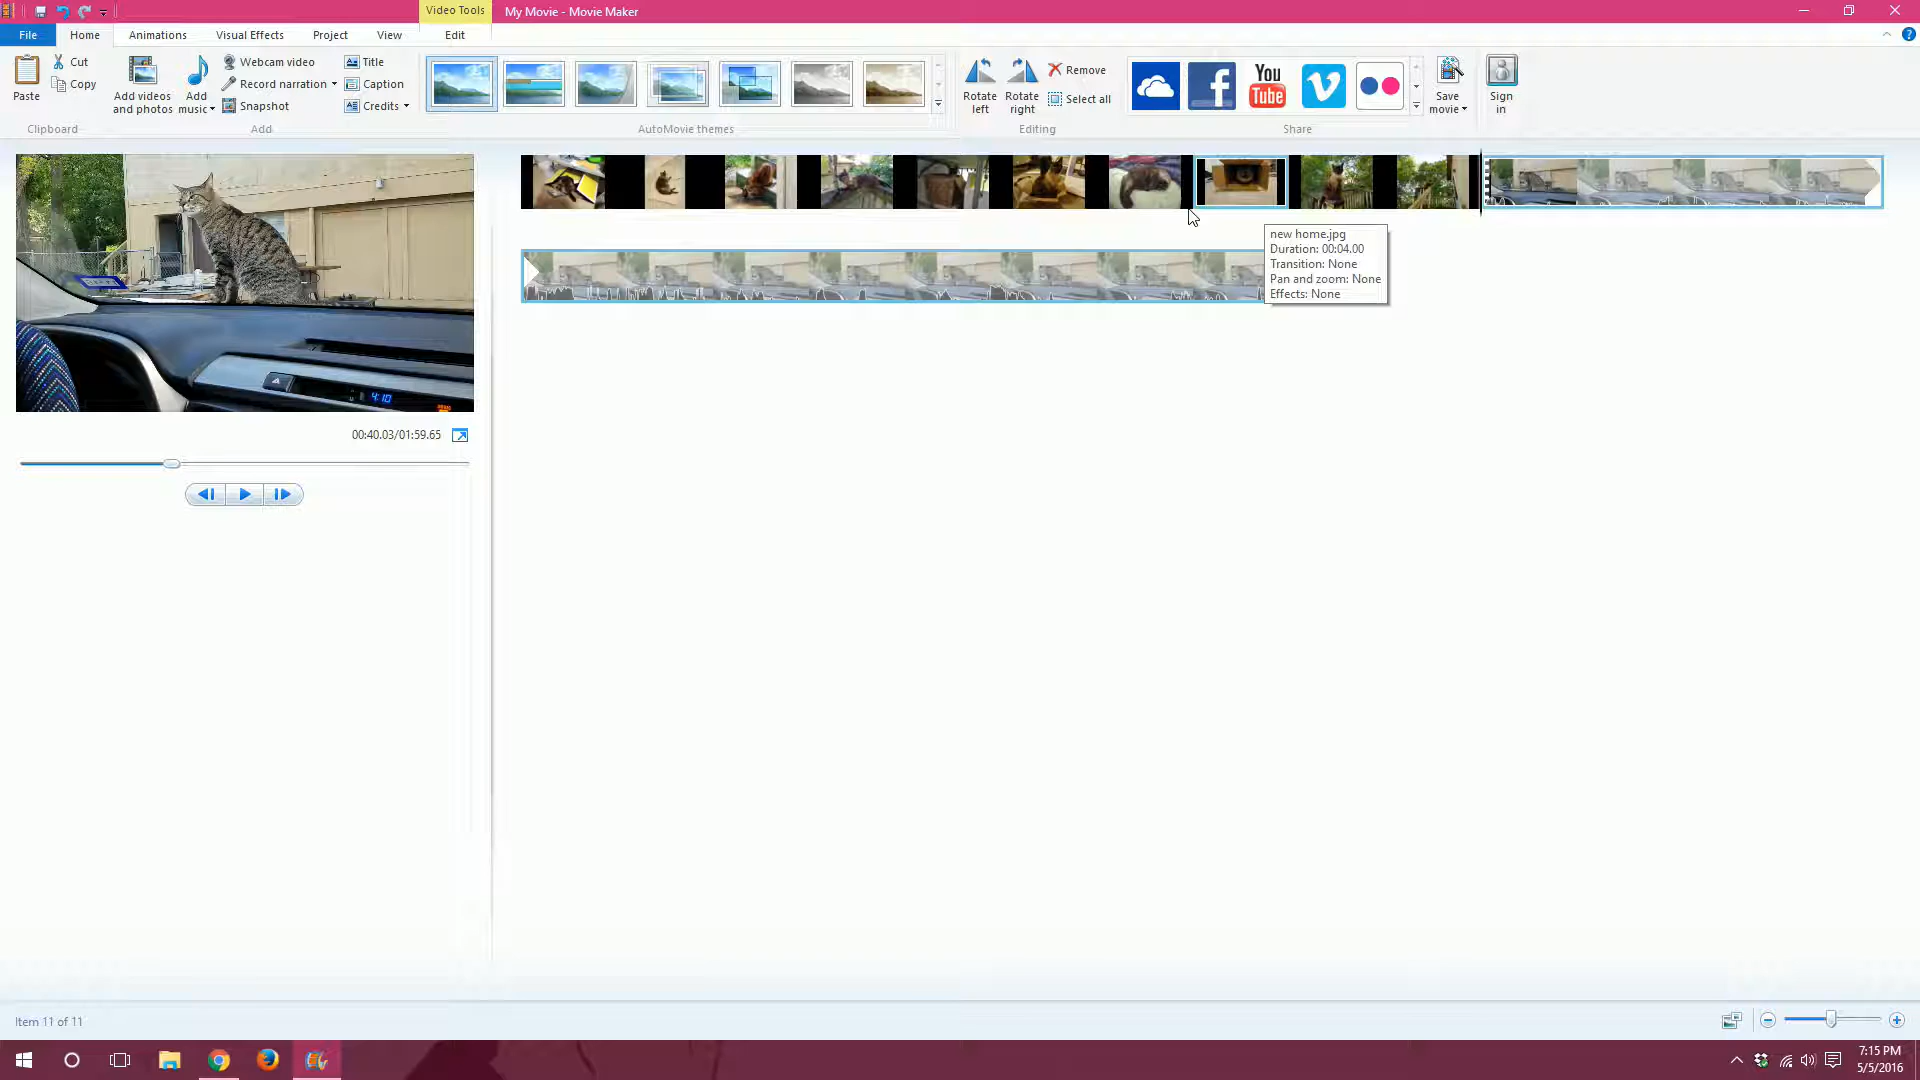 Video Tools
My Movie - Movie Maker
File
Home
Animations
Visual Effects
Project
View
Edit
Paste
Cut
Copy
Clipboard
Add videos
and photos
Add
music
Webcam video
Record narration
Snapshot
Title
Caption
Credits
Add
AutoMovie themes
Rotate
left
Rotate
right
Remove
Select all
Editing
You
Tube
Share
Save
movie
Sign
in
4:10
00:40.03/01:59.65
new home.jpg
Duration: 00:04.00
Transition: None
Pan and zoom: None
Effects: None
Item 11 of 11
7:15 PM
5/5/2016